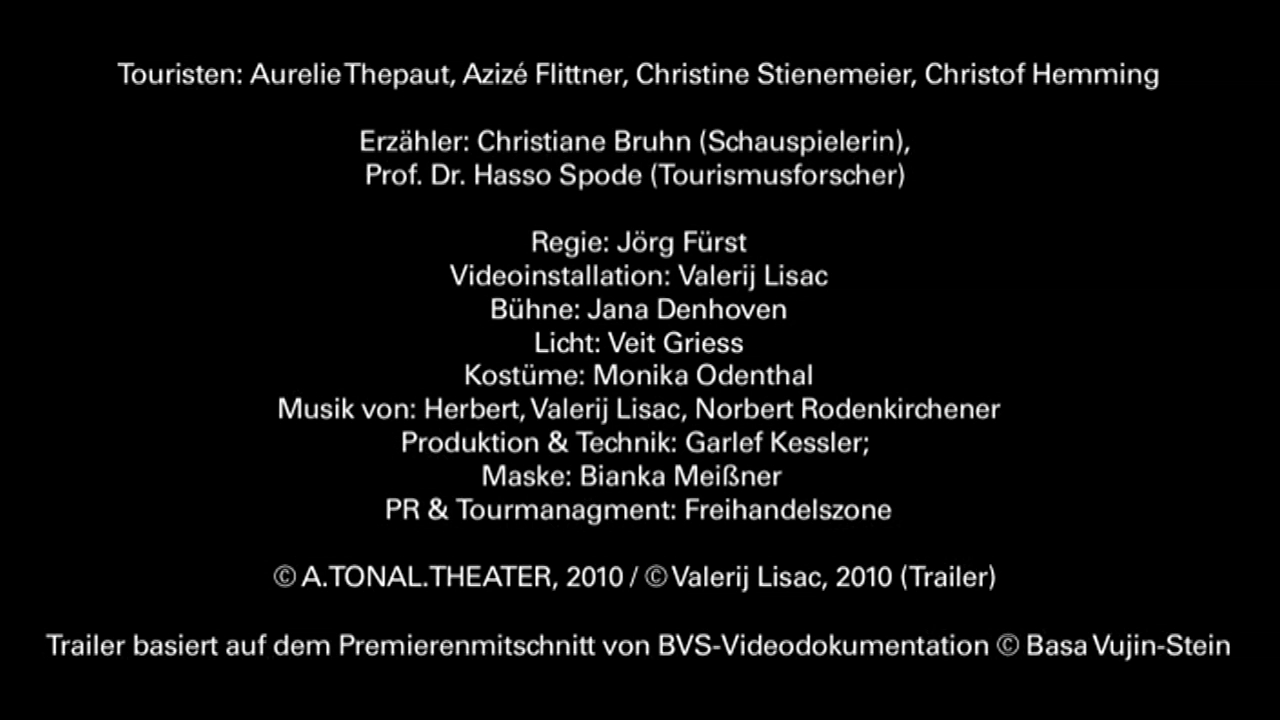 Touristen: Aurelie Thepaut, Azizé Flittner, Christine Stienemeier, Christof Hemming
Erzähler: Christiane Bruhn (Schauspielerin),
Prof. Dr. Hasso Spode (Tourismusforscher)
Regie: Jörg Fürst
Videoinstallation: Valerij Lisac
Bühne: Jana Denhoven
Licht: Veit Griess
Kostüme: Monika Odenthal
Musik von: Herbert, Valerij Lisac, Norbert Rodenkirchener
Produktion & Technik: Garlef Kessler;
Maske: Bianka Meißner
PR & Tourmanagment: Freihandelszone
© A.TONAL.THEATER, 2010 / © Valerij Lisac, 2010 (Trailer)
Trailer basiert auf dem Premierenmitschnitt von BVS-Videodokumentation © Basa Vujin-Stein